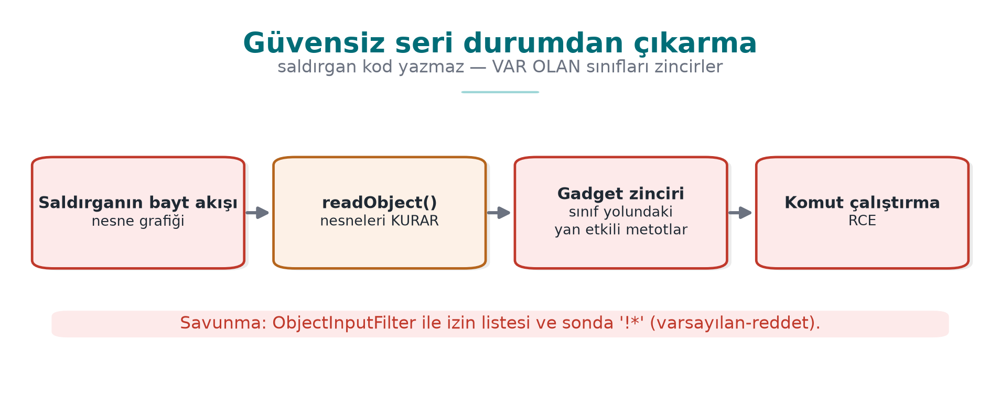 Güvensiz seri durumdan çıkarma
saldırgan kod yazmaz — VAR OLAN sınıfları zincirler
Saldırganın bayt akışı
nesne grafiği
readObject()
nesneleri KURAR
Gadget zinciri
sınıf yolundaki
yan etkili metotlar
Komut çalıştırma
RCE
Savunma: ObjectInputFilter ile izin listesi ve sonda '!*' (varsayılan-reddet).